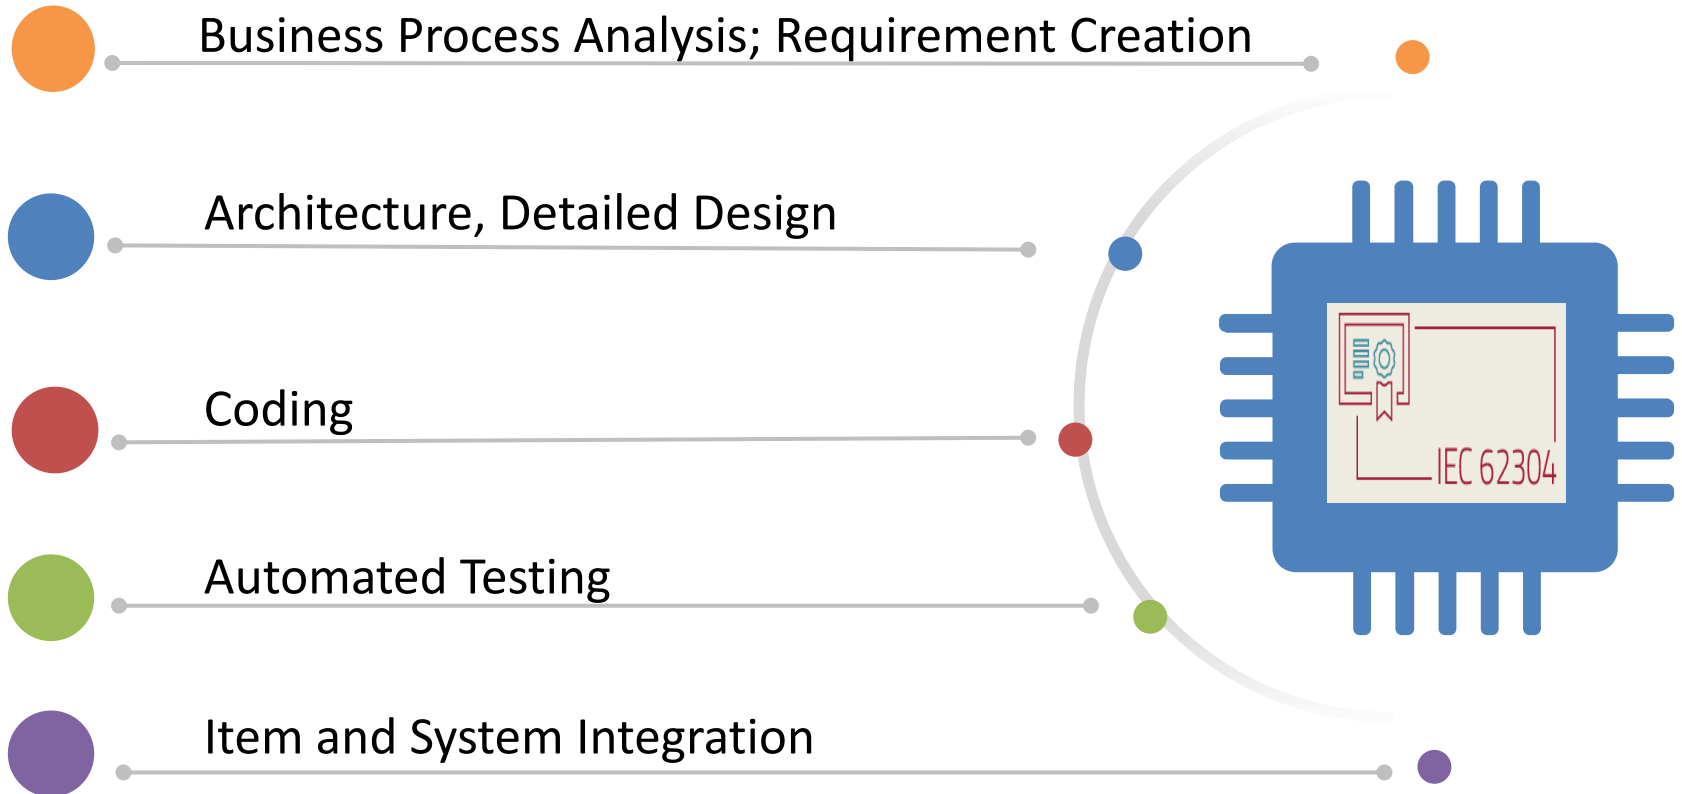 Business Process Analysis; Requirement Creation
Architecture, Detailed Design
Coding
IEC 62304
Automated Testing
Item and System Integration